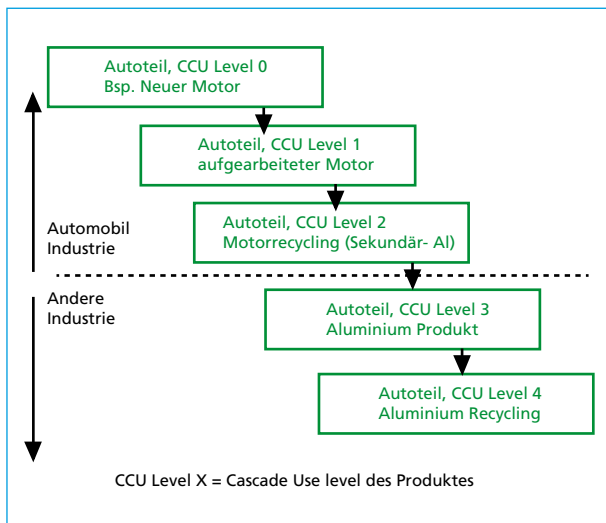 Autoteil, CCU Level 0
Bsp. Neuer Motor
Autoteil, CCU Level 1
aufgearbeiteter Motor
Autoteil, CCU Level 2
Motorrecycling (Sekundär- Al)
Automobil
Industrie
Andere
Industrie
Autoteil, CCU Level 3
Aluminium Produkt
Autoteil, CCU Level 4
Aluminium Recycling
CCU Level X = Cascade Use level des Produktes